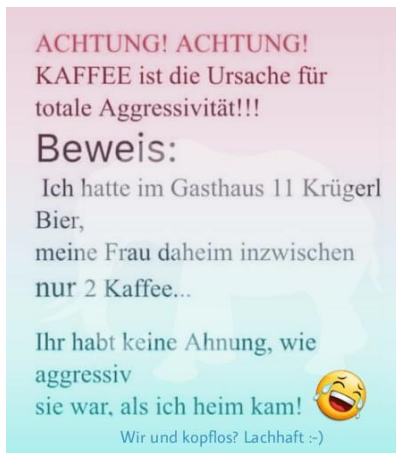 ACHTUNG! ACHTUNG!
KAFFEE ist die Ursache für
totale Aggressivität!!!
Beweis:
Ich hatte im Gasthaus 11 Krügerl
Bier,
meine Frau daheim inzwischen
nur 2 Kaffee...
Ihr habt keine Ahnung, wie
aggressiv
sie war, als ich heim kam!
Wir und kopflos? Lachhaft :-)